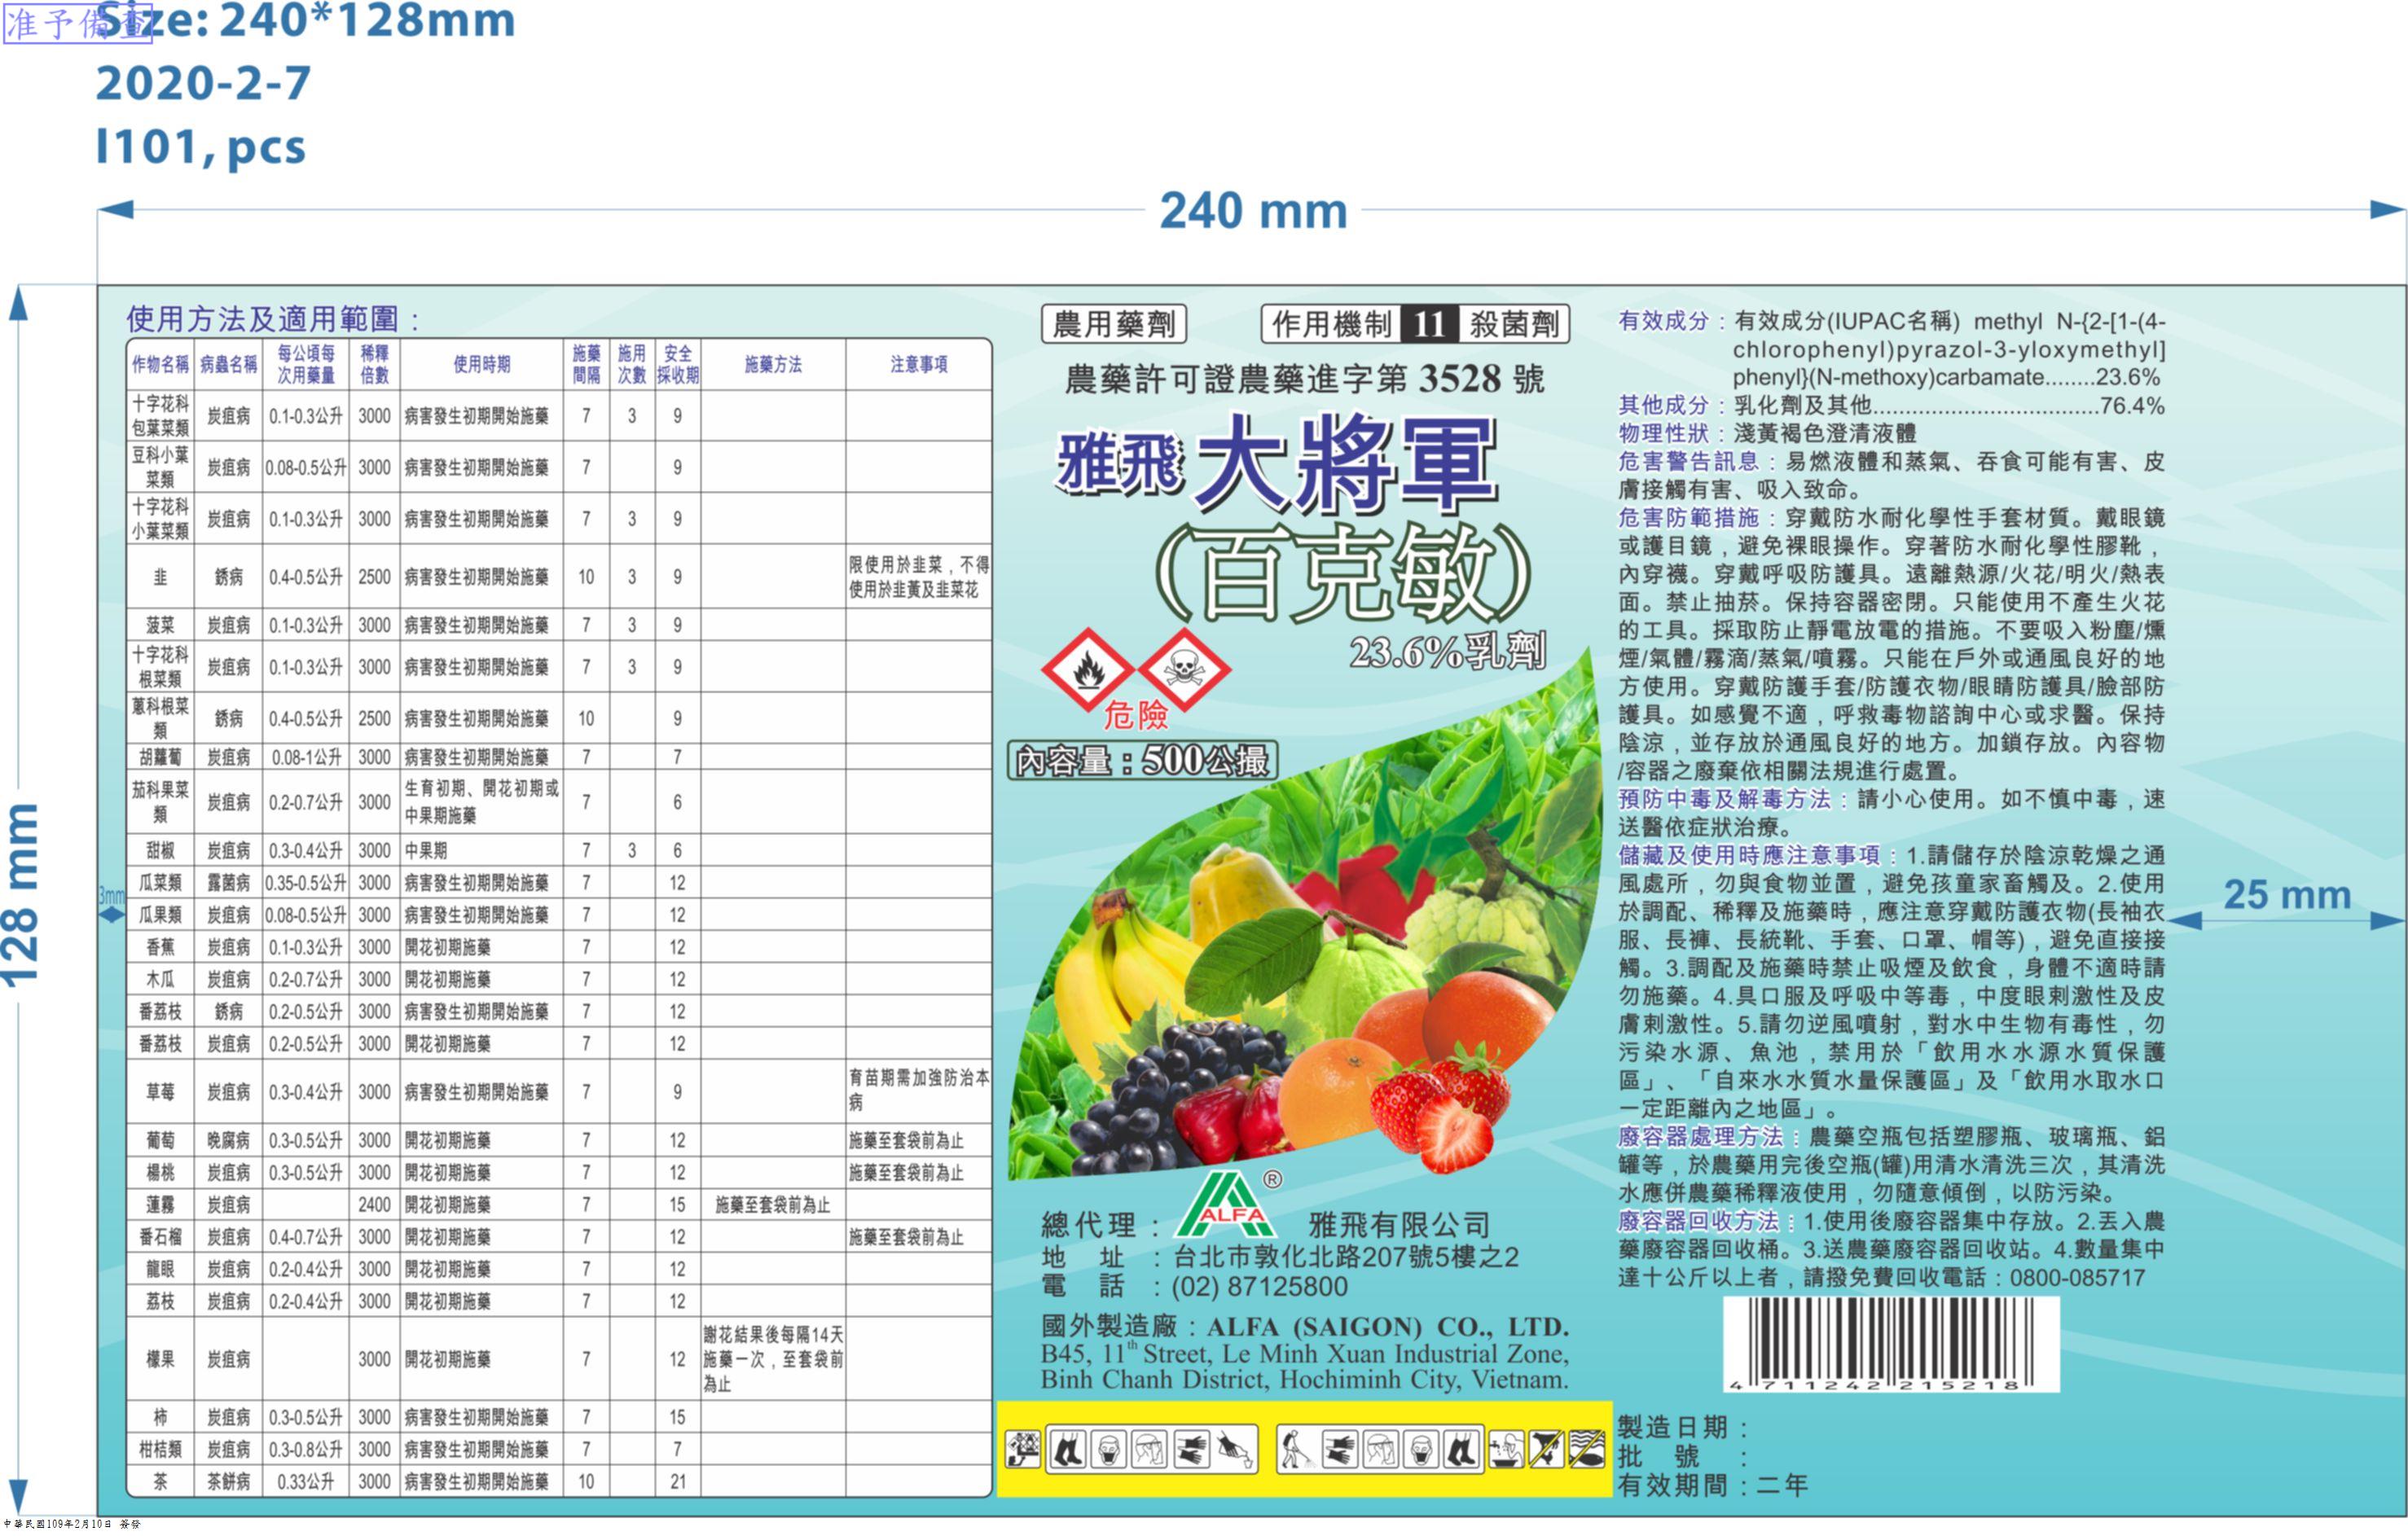 准予備查
Size: 240*128mm
2020-2-7
I101, pcs
240 mm
128 mm
3mm
25 mm
使用方法及適用範圍：
作物名稱 病蟲名稱 每公頃每次用藥量 稀釋倍數 使用時期 施藥間隔 施用次數 安全採收期 施藥方法 注意事項
十字花科包葉菜類 炭疽病 0.1-0.3公升 3000 病害發生初期開始施藥 7 3 9
豆科小葉菜類 炭疽病 0.08-0.5公升 3000 病害發生初期開始施藥 7 9
十字花科小葉菜類 炭疽病 0.1-0.3公升 3000 病害發生初期開始施藥 7 3 9
韭 銹病 0.4-0.5公升 2500 病害發生初期開始施藥 10 3 9 限使用於韭菜，不得使用於韭黃及韭菜花
菠菜 炭疽病 0.1-0.3公升 3000 病害發生初期開始施藥 7 3 9
十字花科根菜類 炭疽病 0.1-0.3公升 3000 病害發生初期開始施藥 7 3 9
蔥科根菜類 銹病 0.4-0.5公升 2500 病害發生初期開始施藥 10 9
胡蘿蔔 炭疽病 0.08-1公升 3000 病害發生初期開始施藥 7 7
茄科果菜類 炭疽病 0.2-0.7公升 3000 生育初期、開花初期或中果期施藥 7 6
甜椒 炭疽病 0.3-0.4公升 3000 中果期 7 3 6
瓜菜類 露菌病 0.35-0.5公升 3000 病害發生初期開始施藥 7 12
瓜果類 炭疽病 0.08-0.5公升 3000 病害發生初期開始施藥 7 12
香蕉 炭疽病 0.1-0.3公升 3000 開花初期施藥 7 12
木瓜 炭疽病 0.2-0.7公升 3000 開花初期施藥 7 12
番荔枝 銹病 0.2-0.5公升 3000 病害發生初期開始施藥 7 12
番荔枝 炭疽病 0.2-0.5公升 3000 開花初期施藥 7 12
草莓 炭疽病 0.3-0.4公升 3000 病害發生初期開始施藥 7 9 育苗期需加強防治本病
葡萄 晚腐病 0.3-0.5公升 3000 開花初期施藥 7 12 施藥至套袋前為止
楊桃 炭疽病 0.3-0.5公升 3000 開花初期施藥 7 12 施藥至套袋前為止
蓮霧 炭疽病 2400 開花初期施藥 7 15 施藥至套袋前為止
番石榴 炭疽病 0.4-0.7公升 3000 開花初期施藥 7 12 施藥至套袋前為止
龍眼 炭疽病 0.2-0.4公升 3000 開花初期施藥 7 12
荔枝 炭疽病 0.2-0.4公升 3000 開花初期施藥 7 12
檬果 炭疽病 3000 開花初期施藥 7 12 謝花結果後每隔14天施藥一次，至套袋前為止
柿 炭疽病 0.3-0.5公升 3000 病害發生初期開始施藥 7 15
柑桔類 炭疽病 0.3-0.8公升 3000 病害發生初期開始施藥 7 7
茶 茶餅病 0.33公升 3000 病害發生初期開始施藥 10 21
農用藥劑
作用機制 11 殺菌劑
農藥許可證農藥進字第 3528 號
雅飛 大將軍
(百克敏)
23.6%乳劑
危險
內容量：500公撮
總代理： ALFA ® 雅飛有限公司
地 址 ：台北市敦化北路207號5樓之2
電 話 ：(02) 87125800
國外製造廠：ALFA (SAIGON) CO., LTD.
B45, 11th Street, Le Minh Xuan Industrial Zone,
Binh Chanh District, Hochiminh City, Vietnam.
有效成分：有效成分(IUPAC名稱) methyl N-{2-[1-(4-
chlorophenyl)pyrazol-3-yloxymethyl]
phenyl}(N-methoxy)carbamate........23.6%
其他成分：乳化劑及其他..................................76.4%
物理性狀：淺黃褐色澄清液體
危害警告訊息：易燃液體和蒸氣、吞食可能有害、皮
膚接觸有害、吸入致命。
危害防範措施：穿戴防水耐化學性手套材質。戴眼鏡
或護目鏡，避免裸眼操作。穿著防水耐化學性膠靴，
內穿襪。穿戴呼吸防護具。遠離熱源/火花/明火/熱表
面。禁止抽菸。保持容器密閉。只能使用不產生火花
的工具。採取防止靜電放電的措施。不要吸入粉塵/燻
煙/氣體/霧滴/蒸氣/噴霧。只能在戶外或通風良好的地
方使用。穿戴防護手套/防護衣物/眼睛防護具/臉部防
護具。如感覺不適，呼救毒物諮詢中心或求醫。保持
陰涼，並存放於通風良好的地方。加鎖存放。內容物
/容器之廢棄依相關法規進行處置。
預防中毒及解毒方法：請小心使用。如不慎中毒，速
送醫依症狀治療。
儲藏及使用時應注意事項：1.請儲存於陰涼乾燥之通
風處所，勿與食物並置，避免孩童家畜觸及。2.使用
於調配、稀釋及施藥時，應注意穿戴防護衣物(長袖衣
服、長褲、長統靴、手套、口罩、帽等)，避免直接接
觸。3.調配及施藥時禁止吸煙及飲食，身體不適時請
勿施藥。4.具口服及呼吸中等毒，中度眼刺激性及皮
膚刺激性。5.請勿逆風噴射，對水中生物有毒性，勿
污染水源、魚池，禁用於「飲用水水源水質保護
區」、「自來水水質水量保護區」及「飲用水取水口
一定距離內之地區」。
廢容器處理方法：農藥空瓶包括塑膠瓶、玻璃瓶、鋁
罐等，於農藥用完後空瓶(罐)用清水清洗三次，其清洗
水應併農藥稀釋液使用，勿隨意傾倒，以防污染。
廢容器回收方法：1.使用後廢容器集中存放。2.丟入農
藥廢容器回收桶。3.送農藥廢容器回收站。4.數量集中
達十公斤以上者，請撥免費回收電話：0800-085717
4 711242 215218
製造日期：
批 號 ：
有效期間：二年
中華民國109年2月10日 簽發